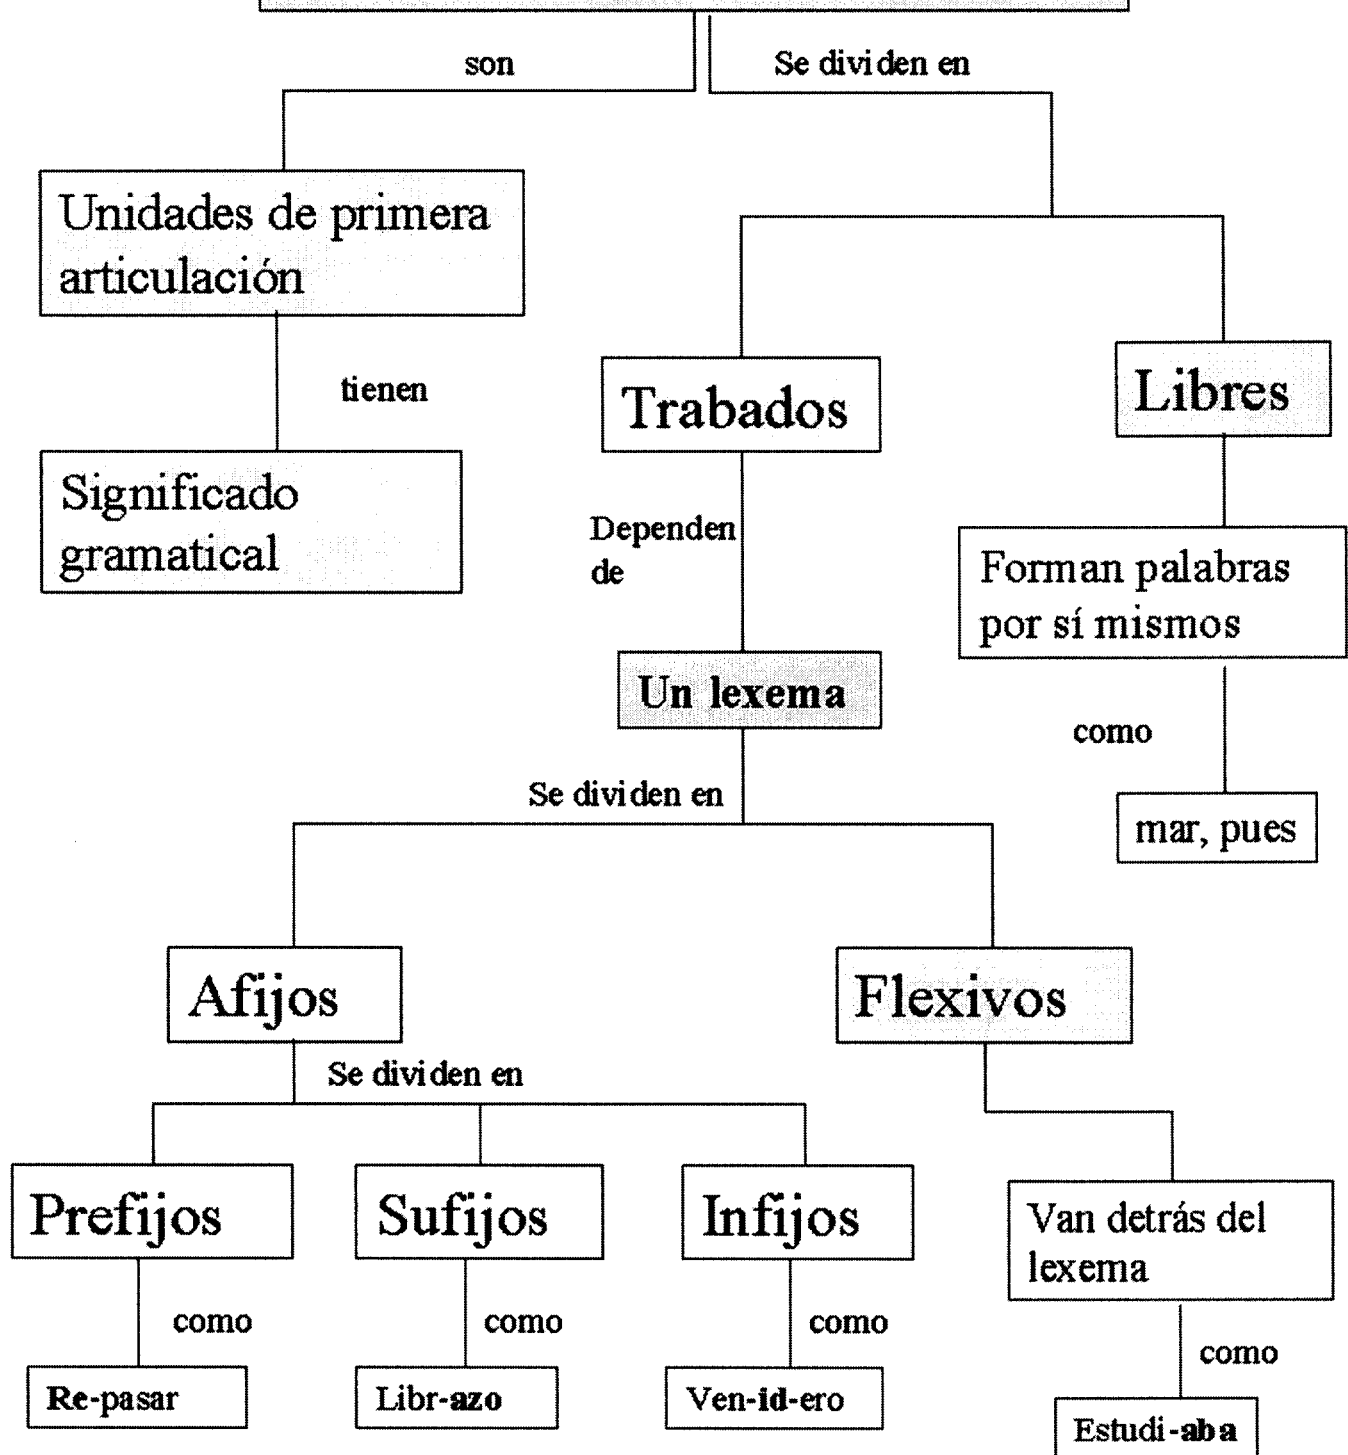 son
Se dividen en
Unidades de primera
articulación
tienen
Significado
gramatical
Trabados
Libres
Dependen
de
Forman palabras
por sí mismos
Un lexema
como
mar, pues
Se dividen en
Afijos
Flexivos
Se dividen en
Prefijos
Sufijos
Infijos
Van detrás del
lexema
como
como
como
como
Re-pasar
Libr-azo
Ven-id-ero
Estudi-aba